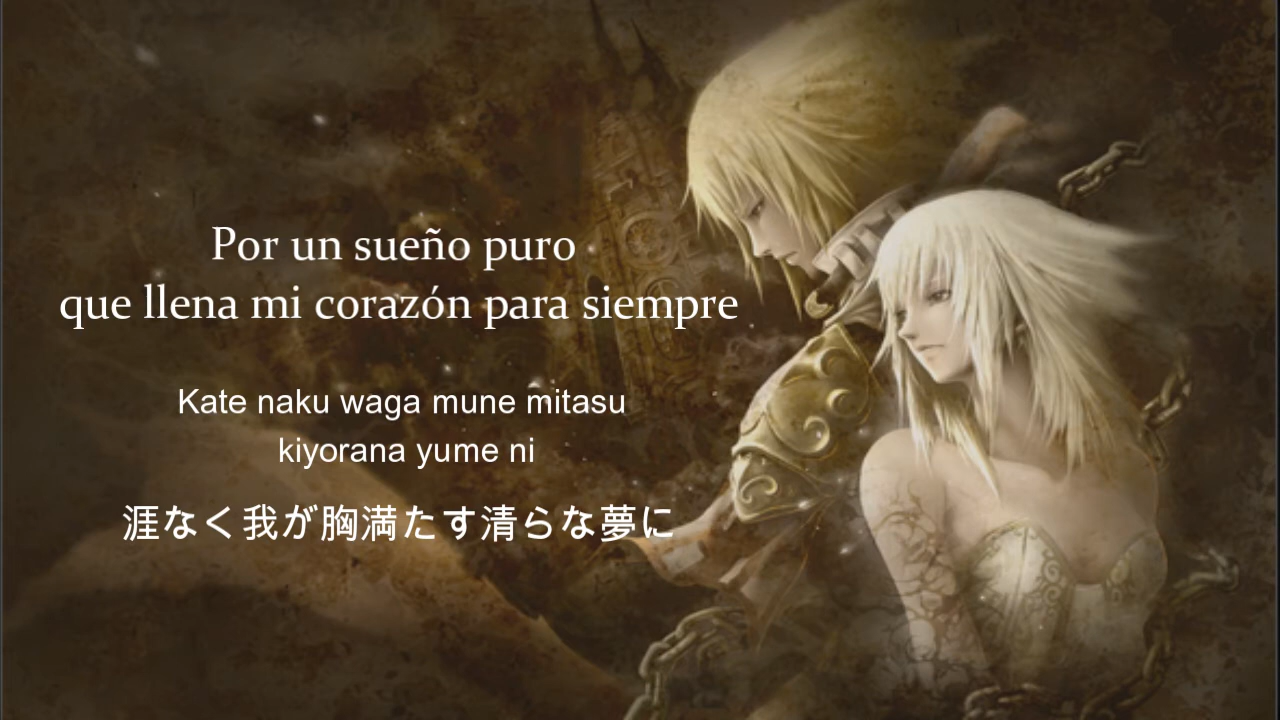 Por un sueño puro
que llena mi corazón para siempre
Kate naku waga mune mitasu
kiyorana yume ni
涯なく我が胸満たす清らな夢に